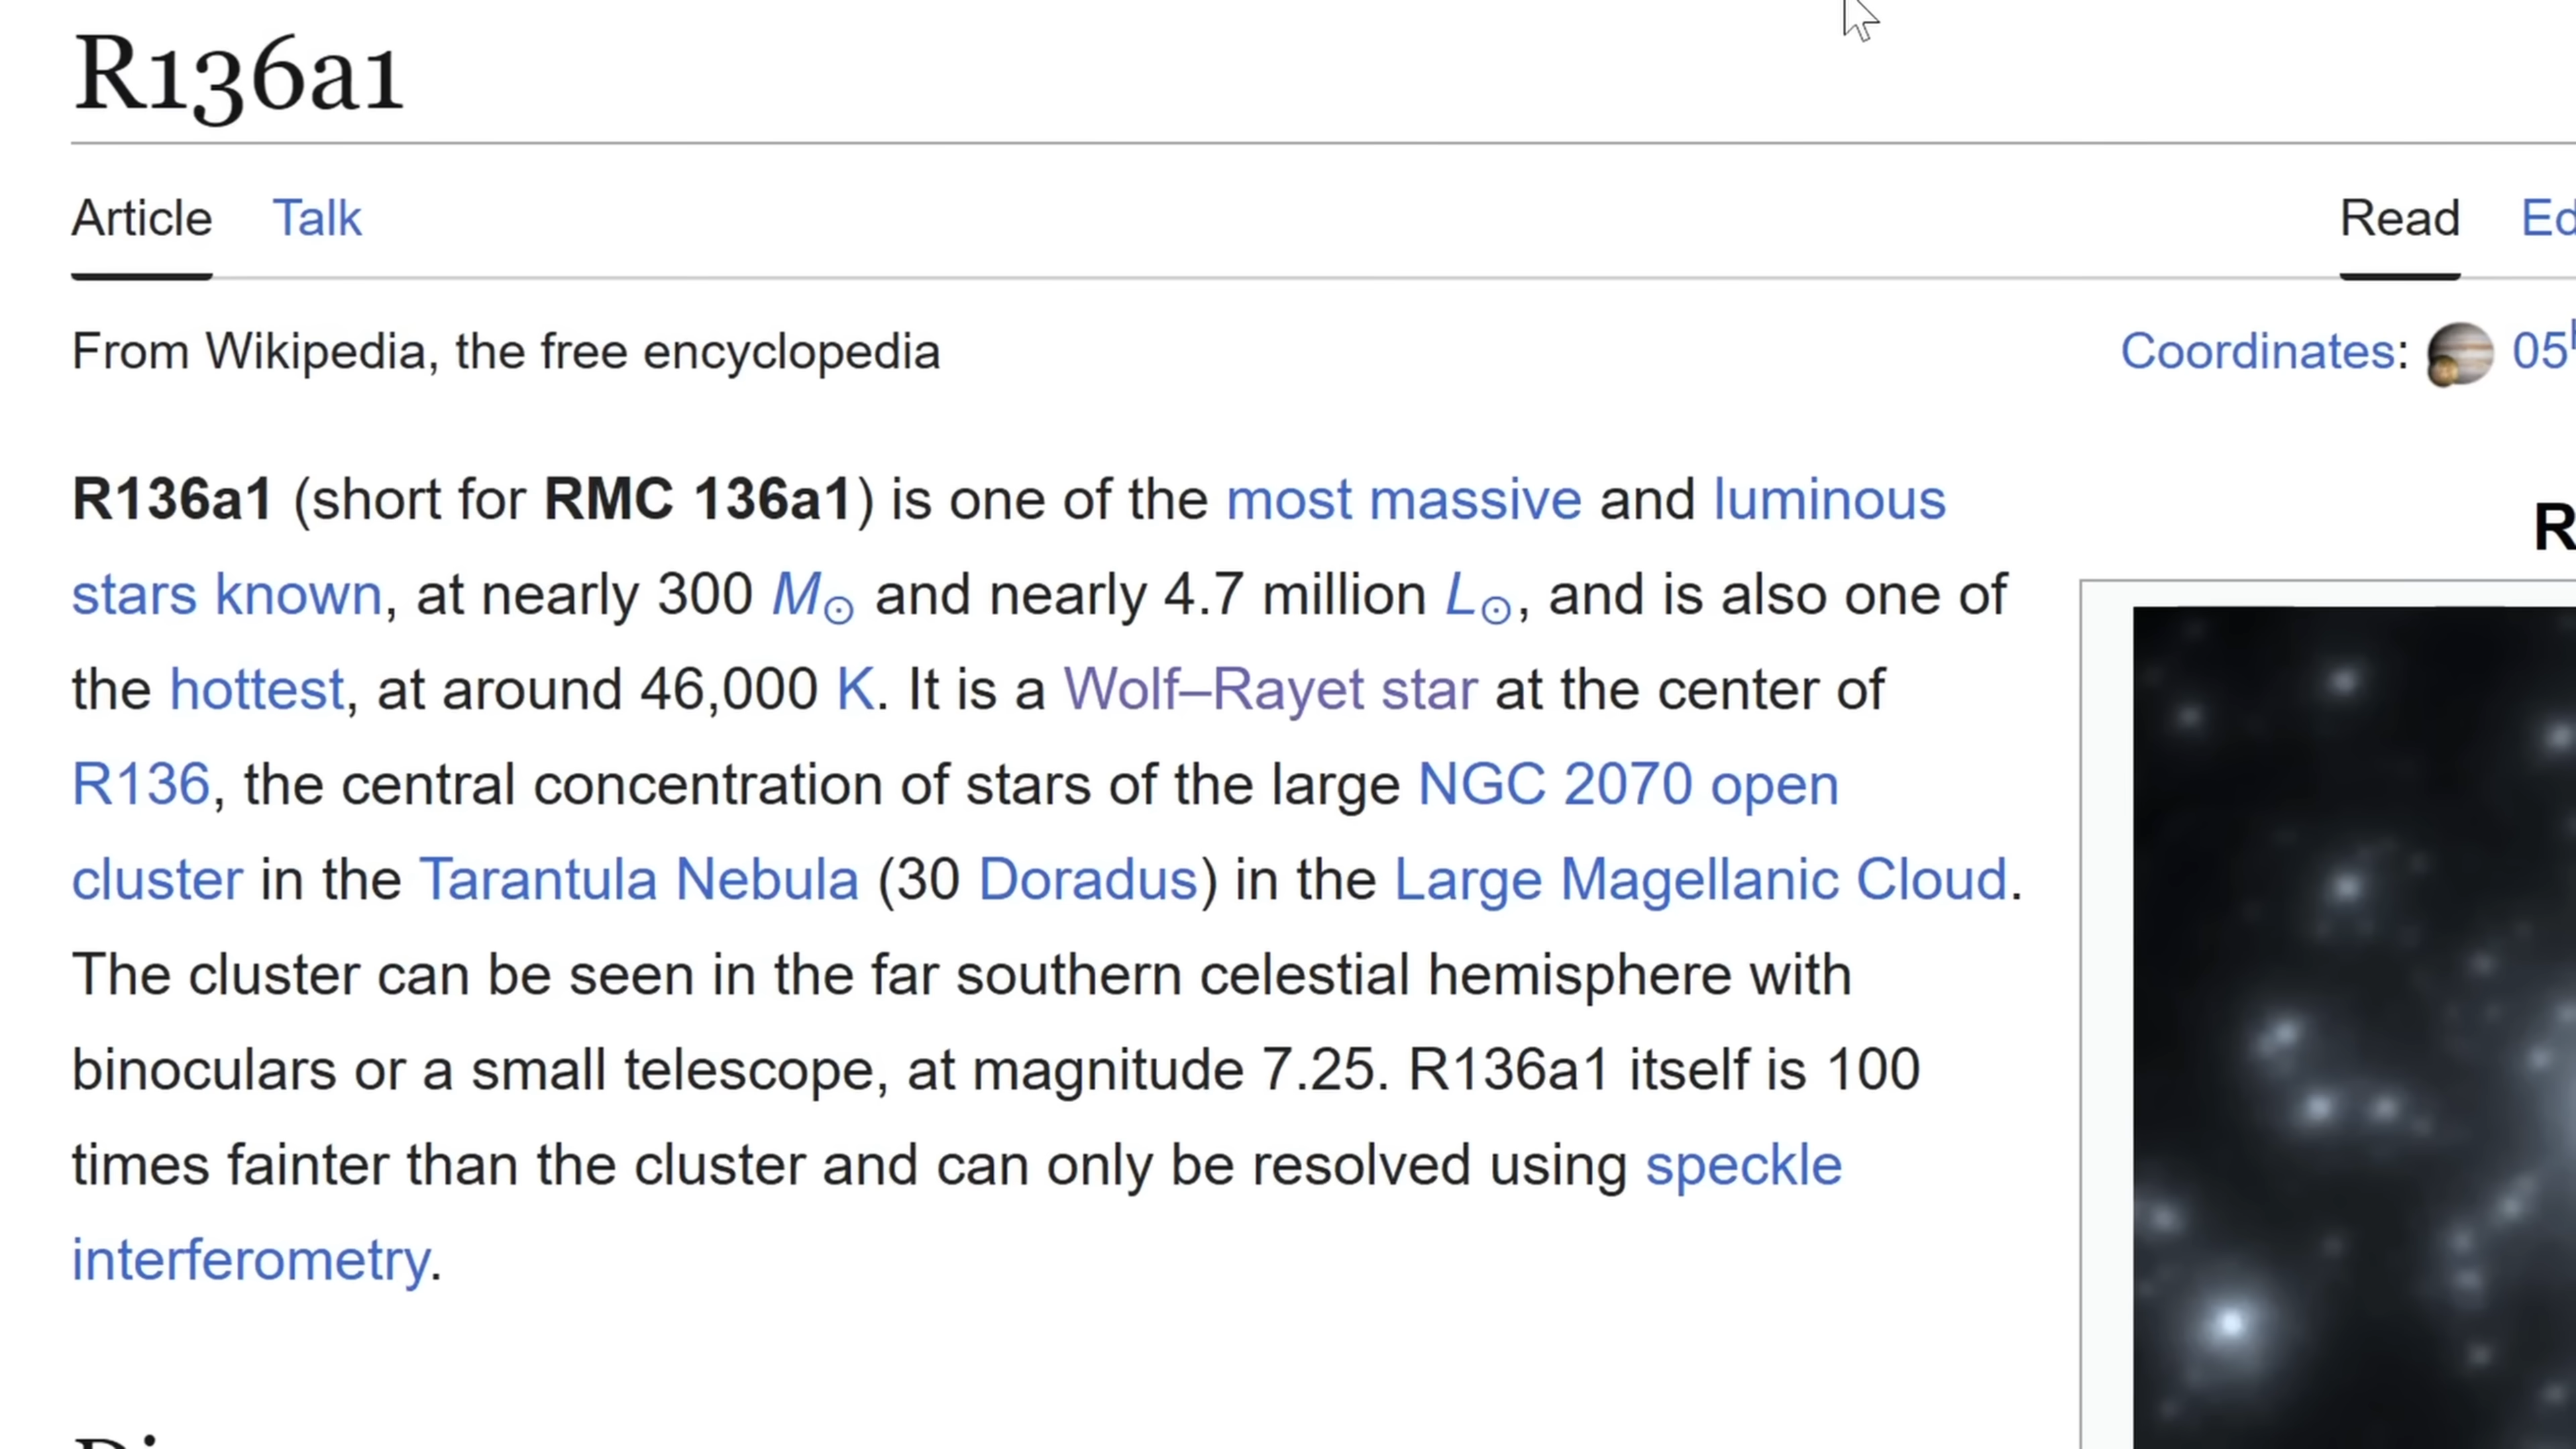 R136a1
Article Talk Read Ed
From Wikipedia, the free encyclopedia Coordinates: 05h
R136a1 (short for RMC 136a1) is one of the most massive and luminous
stars known, at nearly 300 M☉ and nearly 4.7 million L☉, and is also one of
the hottest, at around 46,000 K. It is a Wolf–Rayet star at the center of
R136, the central concentration of stars of the large NGC 2070 open
cluster in the Tarantula Nebula (30 Doradus) in the Large Magellanic Cloud.
The cluster can be seen in the far southern celestial hemisphere with
binoculars or a small telescope, at magnitude 7.25. R136a1 itself is 100
times fainter than the cluster and can only be resolved using speckle
interferometry.
R